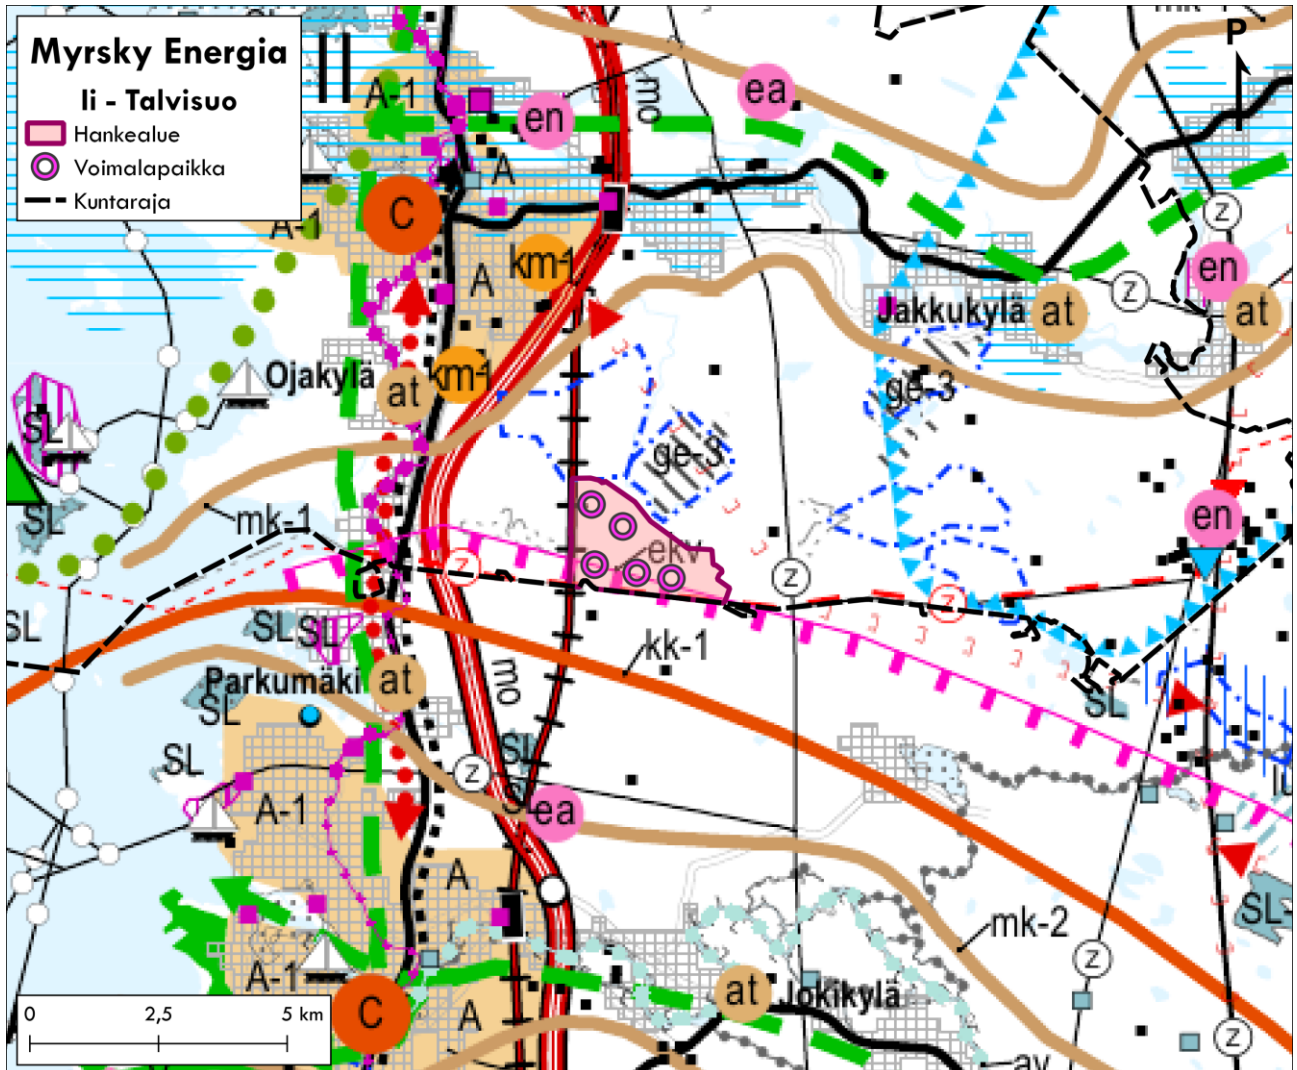 Myrsky Energia
Ii - Talvisuo
Hankealue
Voimalapaikka
Kuntaraja
P
A-1
en
mo
ea
A
C
A-1
km-1
A
z
en
Jakkukylä
at
z
at
Ojakylä
at
km-1
ge-3
ge-3
SL
SL
mk-1
en
z
ekv
z
z
SL
SL
SL
kk-1
mo
Parkumäki
at
SL
SL
SL
SL
z
ea
A-1
A
SL-
mk-2
z
A-1
at
Jokikylä
C
A
z
av
0
2,5
5 km